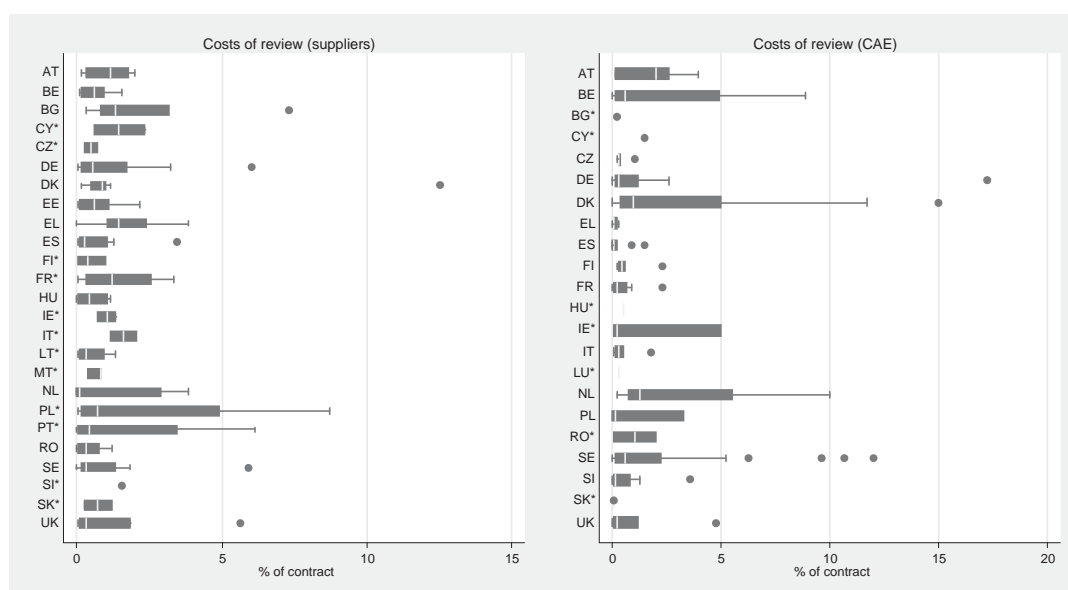 Costs of review (suppliers)
AT
BE
BG
CY*
CZ*
DE
DK
EE
EL
ES
FI*
FR*
HU
IE*
IT*
LT*
MT*
NL
PL*
PT*
RO
SE
SI*
SK*
UK
0 5 10 15
% of contract
Costs of review (CAE)
AT
BE
BG*
CY*
CZ
DE
DK
EL
ES
FI
FR
HU*
IE*
IT
LU*
NL
PL
RO*
SE
SI
SK*
UK
0 5 10 15 20
% of contract